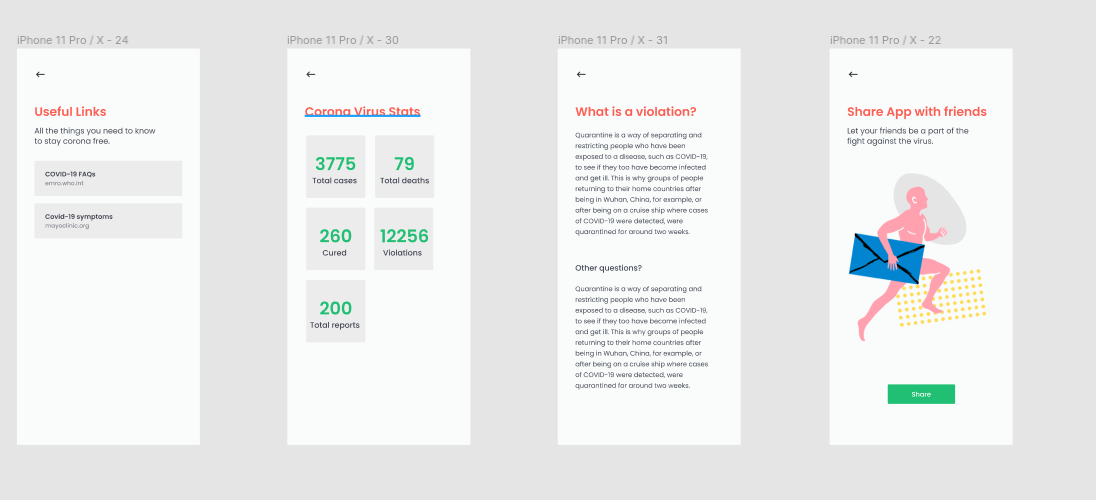 iPhone 11 Pro / X - 24
Useful Links
All the things you need to know
to stay corona free.
COVID-19 FAQs
emro.who.int
Covid-19 symptoms
mayoclinic.org
iPhone 11 Pro / X - 30
Corona Virus Stats
3775
Total cases
79
Total deaths
260
Cured
12256
Violations
200
Total reports
iPhone 11 Pro / X - 31
What is a violation?
Quarantine is a way of separating and
restricting people who have been
exposed to a disease, such as COVID-19,
to see if they too have become infected
and get ill. This is why groups of people
returning to their home countries after
being in Wuhan, China, for example, or
after being on a cruise ship where cases
of COVID-19 were detected, were
quarantined for around two weeks.
Other questions?
Quarantine is a way of separating and
restricting people who have been
exposed to a disease, such as COVID-19,
to see if they too have become infected
and get ill. This is why groups of people
returning to their home countries after
being in Wuhan, China, for example, or
after being on a cruise ship where cases
of COVID-19 were detected, were
quarantined for around two weeks.
iPhone 11 Pro / X - 22
Share App with friends
Let your friends be a part of the
fight against the virus.
Share